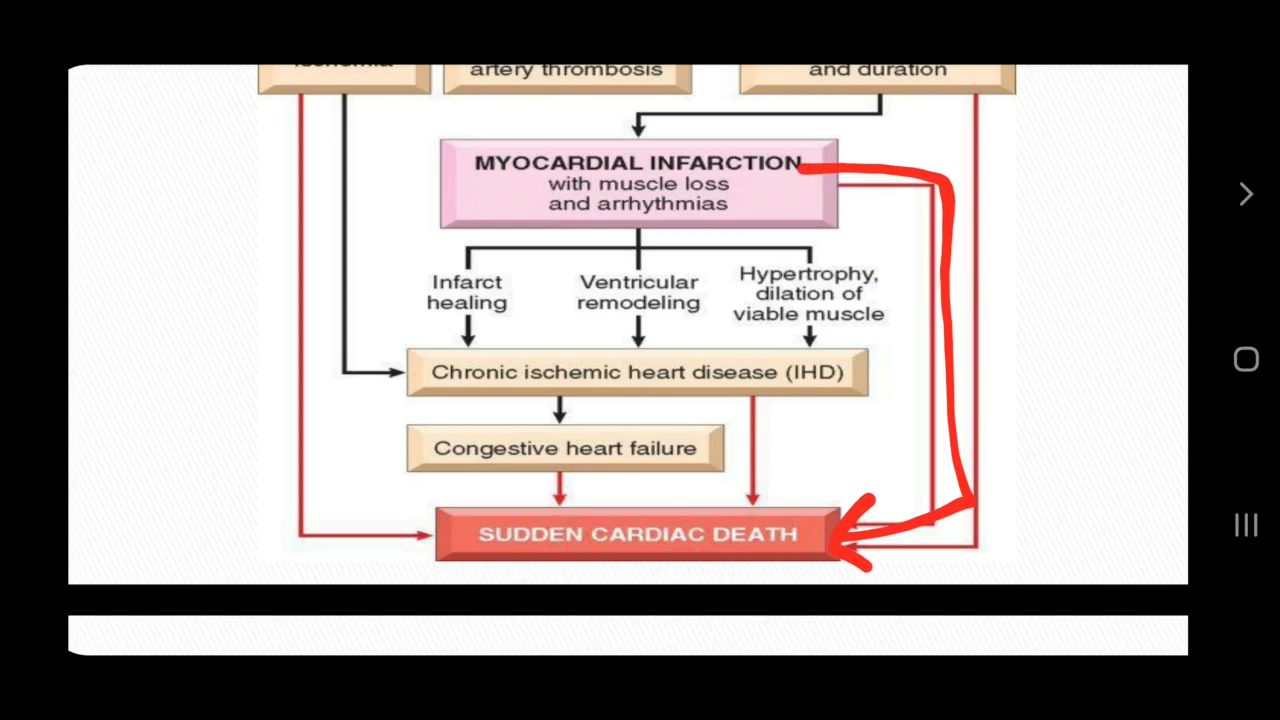 ischemia
artery thrombosis
and duration
MYOCARDIAL INFARCTION
with muscle loss
and arrhythmias
Infarct
healing
Ventricular
remodeling
Hypertrophy,
dilation of
viable muscle
Chronic ischemic heart disease (IHD)
Congestive heart failure
SUDDEN CARDIAC DEATH